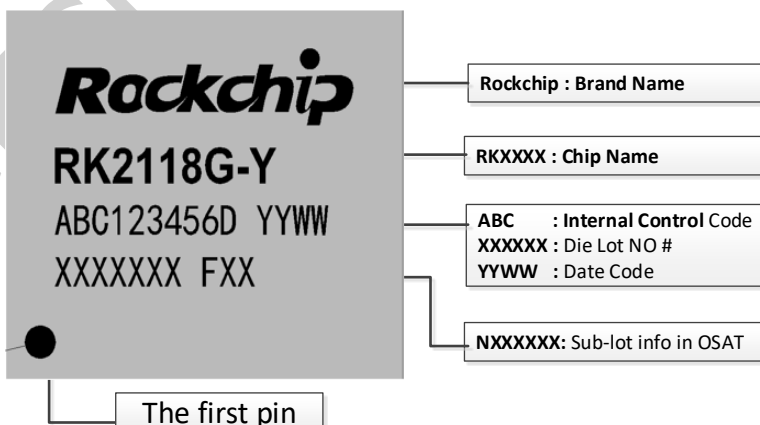 Rockchip
RK2118G-Y
ABC123456D YYWW
XXXXXXX FXX
Rockchip : Brand Name
RKXXXX : Chip Name
ABC : Internal Control Code
XXXXXX : Die Lot NO #
YYWW : Date Code
NXXXXXX: Sub-lot info in OSAT
The first pin